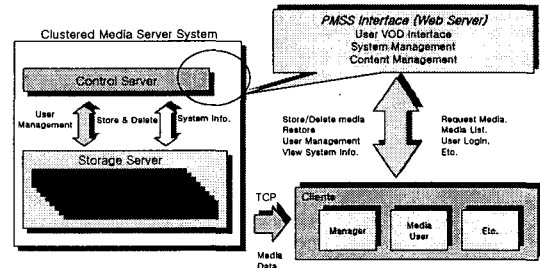 Clustered Media Server System
Control Server
User
Management
Store & Delete
System Info.
Storage Server
PMSS Interface (Web Server)
User VOD Interface
System Management
Content Management
Store/Delete media
Restore
User Management
View System Info.
Request Media.
Media List.
User Login.
Etc.
TCP
Media
Data
Clients
Manager
Media
User
Etc.